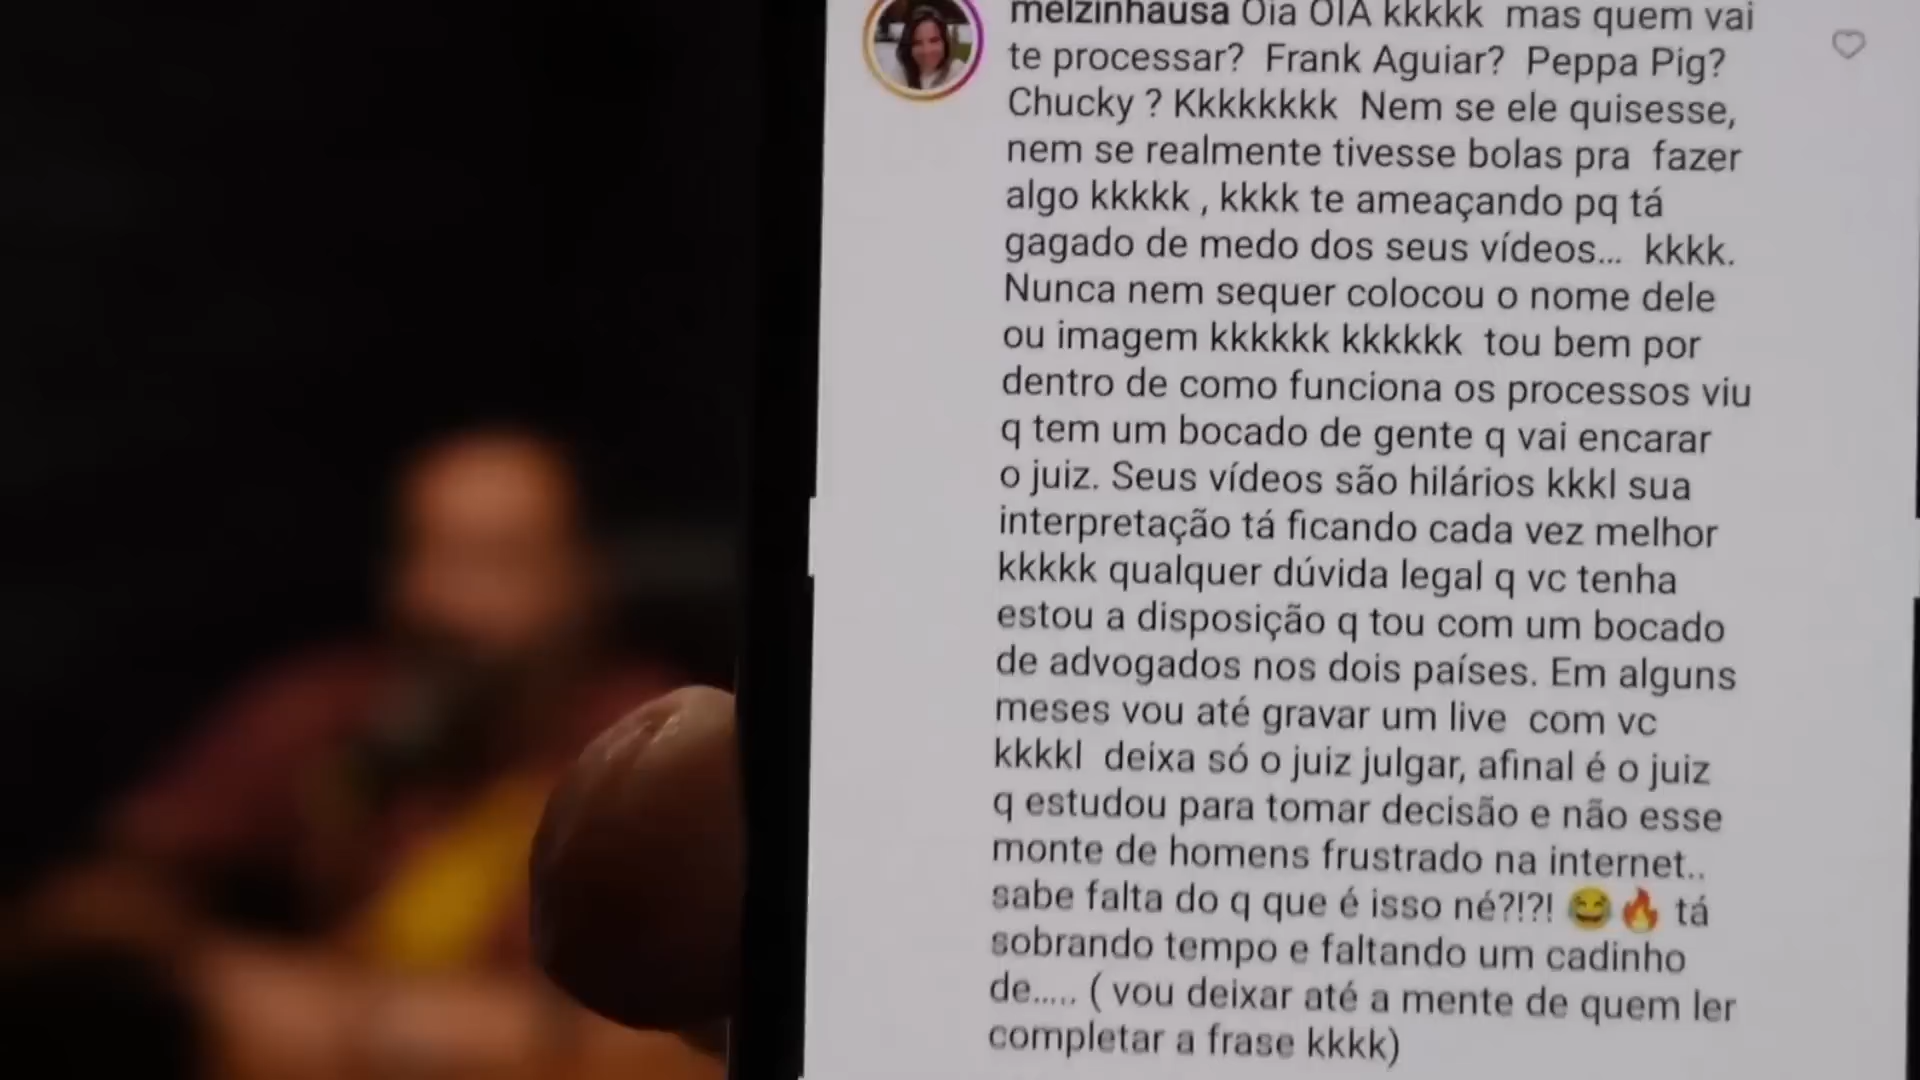 melzinhausa Oia OIA kkkkk mas quem vai
te processar? Frank Aguiar? Peppa Pig?
Chucky ? Kkkkkkkk Nem se ele quisesse,
nem se realmente tivesse bolas pra fazer
algo kkkkk , kkkk te ameaçando pq tá
gagado de medo dos seus vídeos... kkkk.
Nunca nem sequer colocou o nome dele
ou imagem kkkkkk kkkkkk tou bem por
dentro de como funciona os processos viu
q tem um bocado de gente q vai encarar
o juiz. Seus vídeos são hilários kkkl sua
interpretação tá ficando cada vez melhor
kkkkk qualquer dúvida legal q vc tenha
estou a disposição q tou com um bocado
de advogados nos dois países. Em alguns
meses vou até gravar um live com vc
kkkkl deixa só o juiz julgar, afinal é o juiz
q estudou para tomar decisão e não esse
monte de homens frustrado na internet..
sabe falta do q que é isso né?!?! 😂🔥 tá
sobrando tempo e faltando um cadinho
de..... ( vou deixar até a mente de quem ler
completar a frase kkkk)